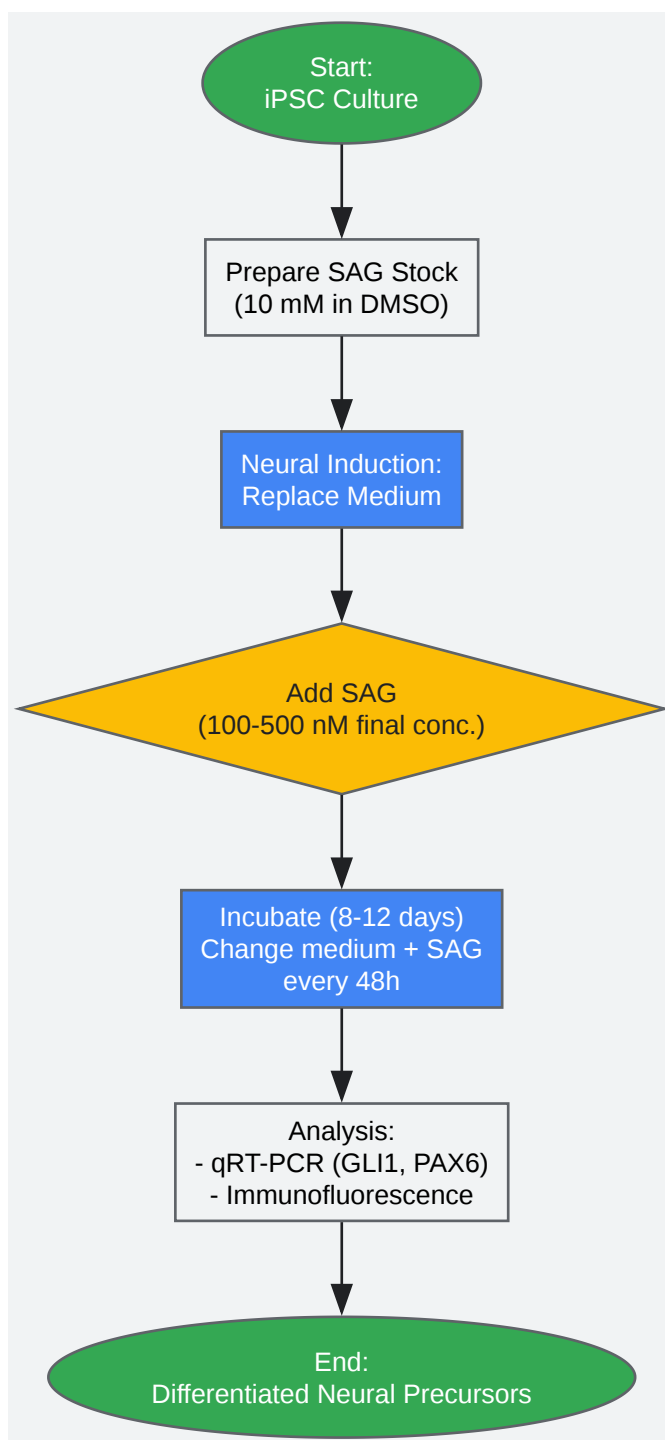 Start:
iPSC Culture
Prepare SAG Stock
(10 mM in DMSO)
Neural Induction:
Replace Medium
Add SAG
(100-500 nM final conc.)
Incubate (8-12 days)
Change medium + SAG
every 48h
Analysis:
- qRT-PCR (GLI1, PAX6)
- Immunofluorescence
End:
Differentiated Neural Precursors